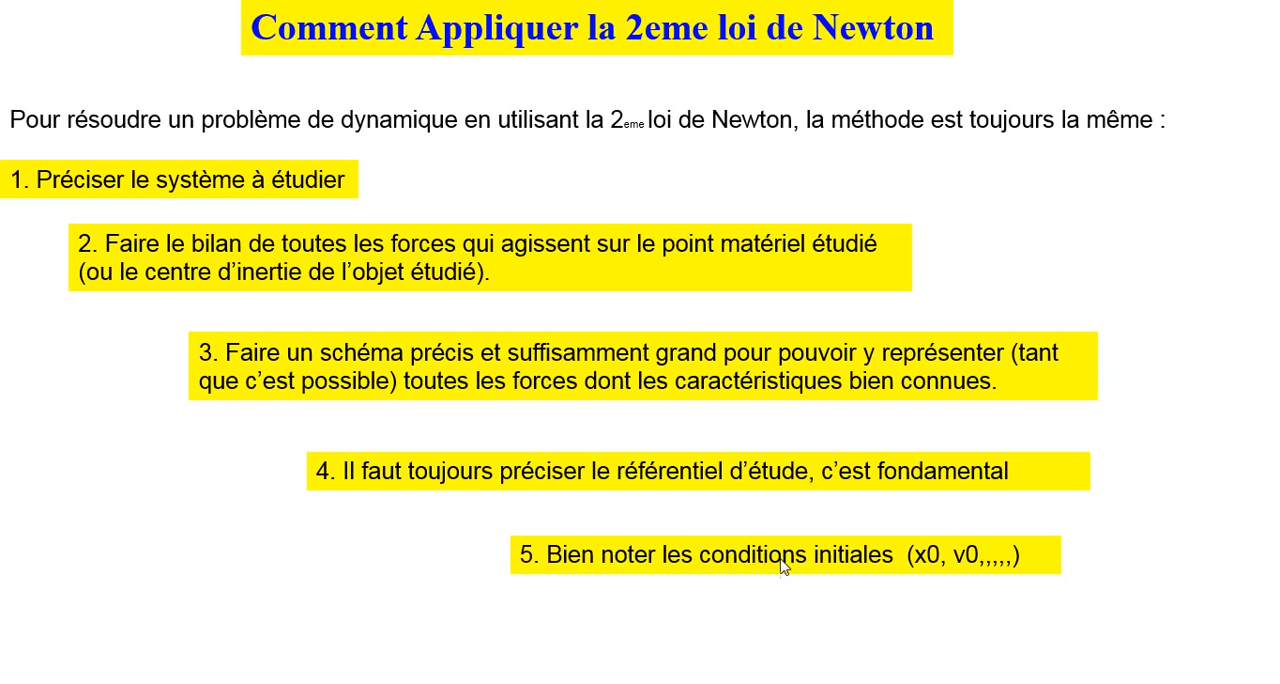 Comment Appliquer la 2eme loi de Newton
Pour résoudre un problème de dynamique en utilisant la 2eme loi de Newton, la méthode est toujours la même :
1. Préciser le système à étudier
2. Faire le bilan de toutes les forces qui agissent sur le point matériel étudié
(ou le centre d’inertie de l’objet étudié).
3. Faire un schéma précis et suffisamment grand pour pouvoir y représenter (tant
que c’est possible) toutes les forces dont les caractéristiques bien connues.
4. Il faut toujours préciser le référentiel d’étude, c’est fondamental
5. Bien noter les conditions initiales (x0, v0,,,,,)